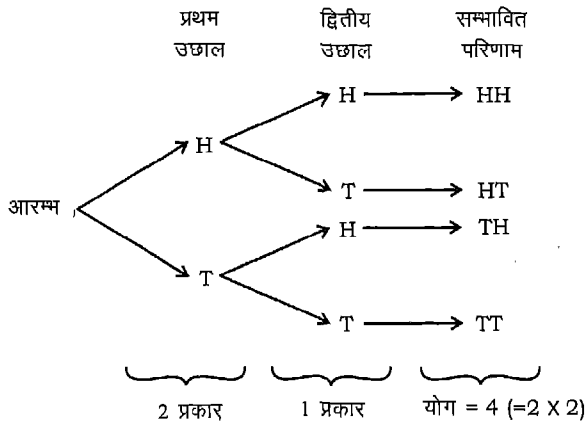 प्रथम द्वितीय सम्भावित
उछाल उछाल परिणाम
H → HH
H
T → HT
आरम्भ
H → TH
T
T → TT
2 प्रकार 1 प्रकार योग = 4 (=2 X 2)